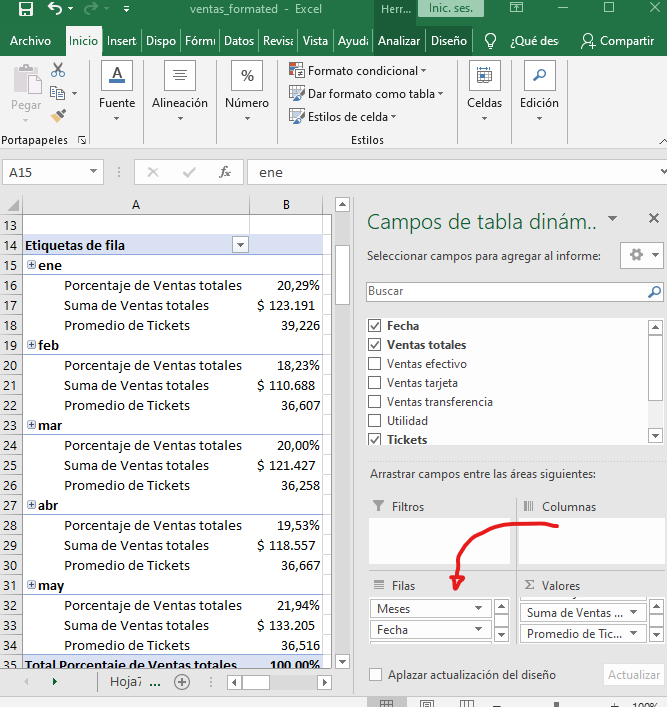 ventas_formated - Excel
Herr...
Inic. ses.
Archivo Inicio Insert Dispo Fórmu Datos Revisa Vista Ayuda Analizar Diseño ¿Qué des Compartir
Pegar
Fuente
Alineación
%
Número
Formato condicional
Dar formato como tabla
Estilos de celda
Celdas
Edición
Portapapeles
Estilos
A15
fx
ene
A B
13
14 Etiquetas de fila
15 ene
16 Porcentaje de Ventas totales 20,29%
17 Suma de Ventas totales $ 123.191
18 Promedio de Tickets 39,226
19 feb
20 Porcentaje de Ventas totales 18,23%
21 Suma de Ventas totales $ 110.688
22 Promedio de Tickets 36,607
23 mar
24 Porcentaje de Ventas totales 20,00%
25 Suma de Ventas totales $ 121.427
26 Promedio de Tickets 36,258
27 abr
28 Porcentaje de Ventas totales 19,53%
29 Suma de Ventas totales $ 118.557
30 Promedio de Tickets 36,667
31 may
32 Porcentaje de Ventas totales 21,94%
33 Suma de Ventas totales $ 133.205
34 Promedio de Tickets 36,516
35 Total Porcentaje de Ventas totales 100,00%
Hoja7 ...
Campos de tabla dinám..
Seleccionar campos para agregar al informe:
Buscar
Fecha
Ventas totales
Ventas efectivo
Ventas tarjeta
Ventas transferencia
Utilidad
Tickets
Arrastrar campos entre las áreas siguientes:
Filtros
Columnas
Filas
Σ Valores
Meses
Fecha
Suma de Ventas ...
Promedio de Tic...
Aplazar actualización del diseño
Actualizar
100%